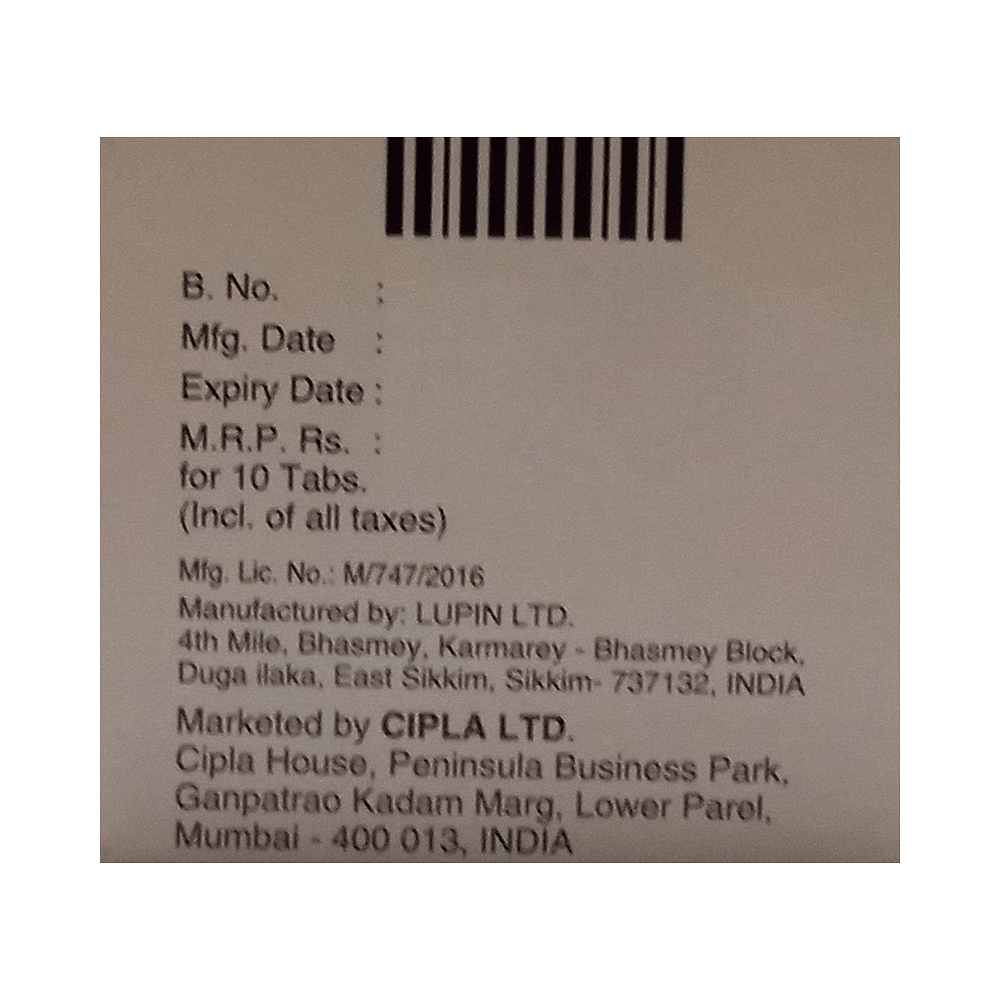 B. No. :
Mfg. Date :
Expiry Date :
M.R.P. Rs. :
for 10 Tabs.
(Incl. of all taxes)
Mfg. Lic. No.: M/747/2016
Manufactured by: LUPIN LTD.
4th Mile, Bhasmey, Karmarey - Bhasmey Block,
Duga ilaka, East Sikkim, Sikkim- 737132, INDIA
Marketed by CIPLA LTD.
Cipla House, Peninsula Business Park,
Ganpatrao Kadam Marg, Lower Parel,
Mumbai - 400 013, INDIA